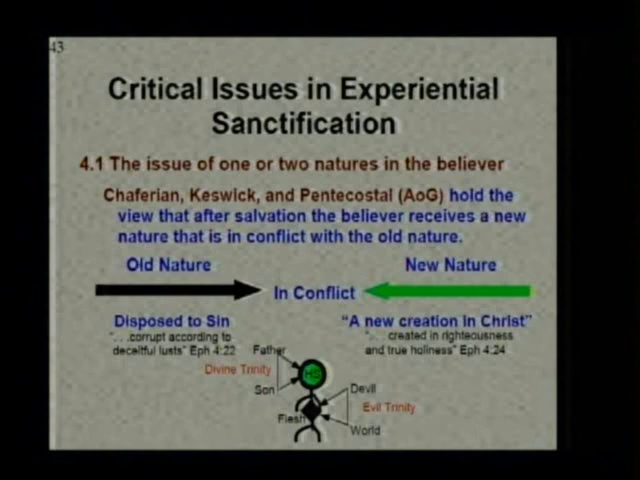 43
Critical Issues in Experiential
Sanctification
4.1 The issue of one or two natures in the believer
Chaferian, Keswick, and Pentecostal (AoG) hold the
view that after salvation the believer receives a new
nature that is in conflict with the old nature.
Old Nature
New Nature
In Conflict
Disposed to Sin
“A new creation in Christ”
“. . .corrupt according to
deceitful lusts” Eph 4:22
“. . . created in righteousness
and true holiness” Eph 4:24
Father
Divine Trinity
Son
HS
Devil
Flesh
Evil Trinity
World